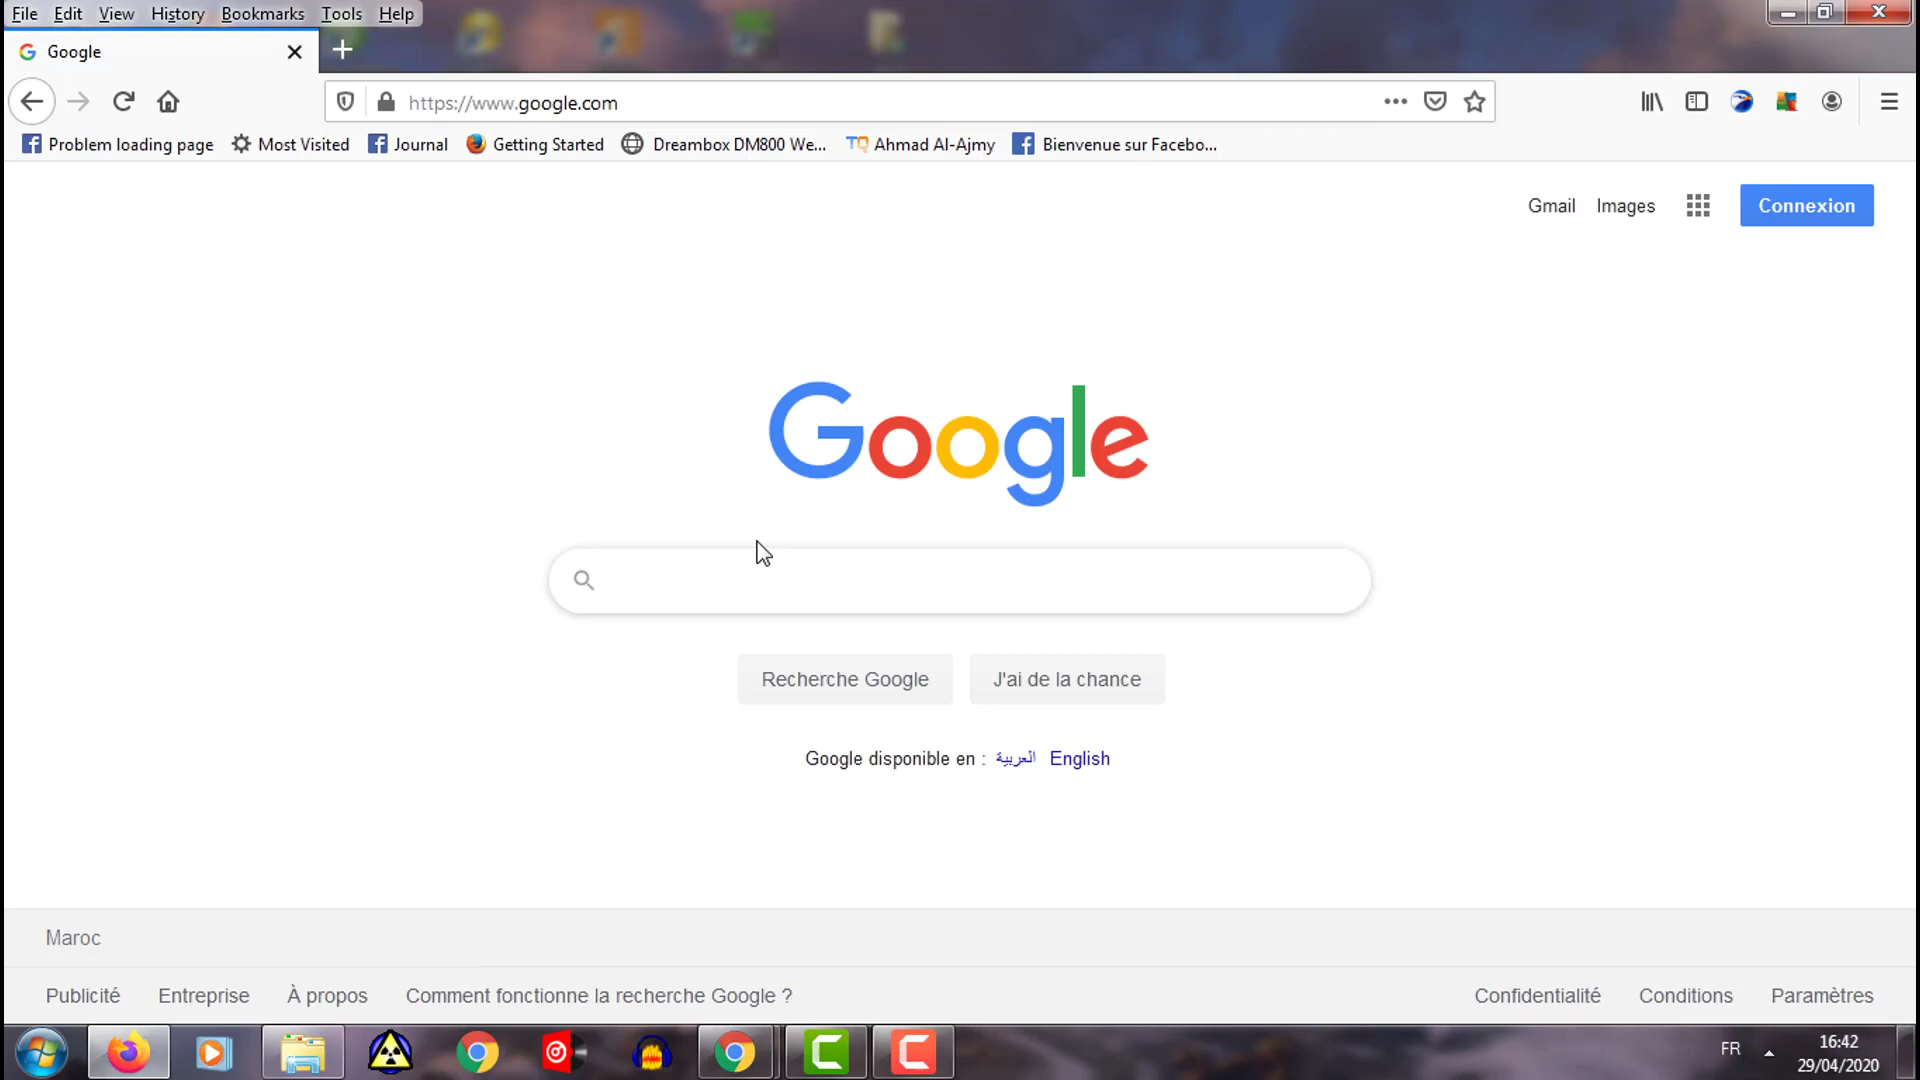 File Edit View History Bookmarks Tools Help
Google
https://www.google.com
Problem loading page Most Visited Journal Getting Started Dreambox DM800 We... TQ Ahmad Al-Ajmy Bienvenue sur Facebo...
Gmail Images Connexion
Google
Recherche Google J'ai de la chance
Google disponible en : العربية English
Maroc
Publicité Entreprise À propos Comment fonctionne la recherche Google ? Confidentialité Conditions Paramètres
FR 16:42
29/04/2020